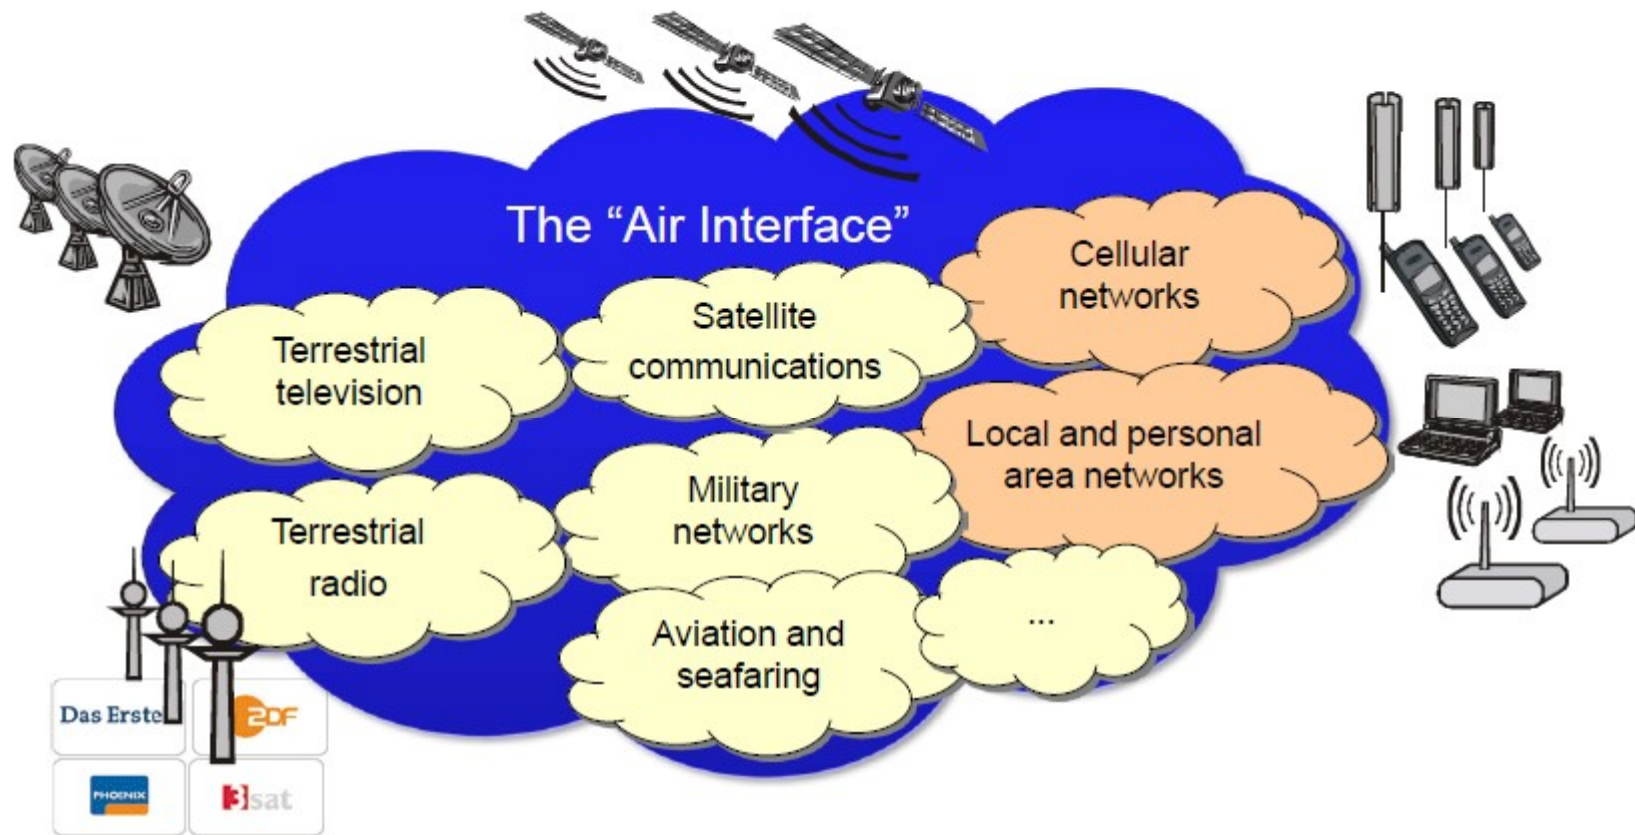 The “Air Interface”
Cellular
networks
Satellite
communications
Terrestrial
television
Local and personal
area networks
Military
networks
Terrestrial
radio
Aviation and
seafaring
...
Das Erste
2DF
PHOENIX
3sat